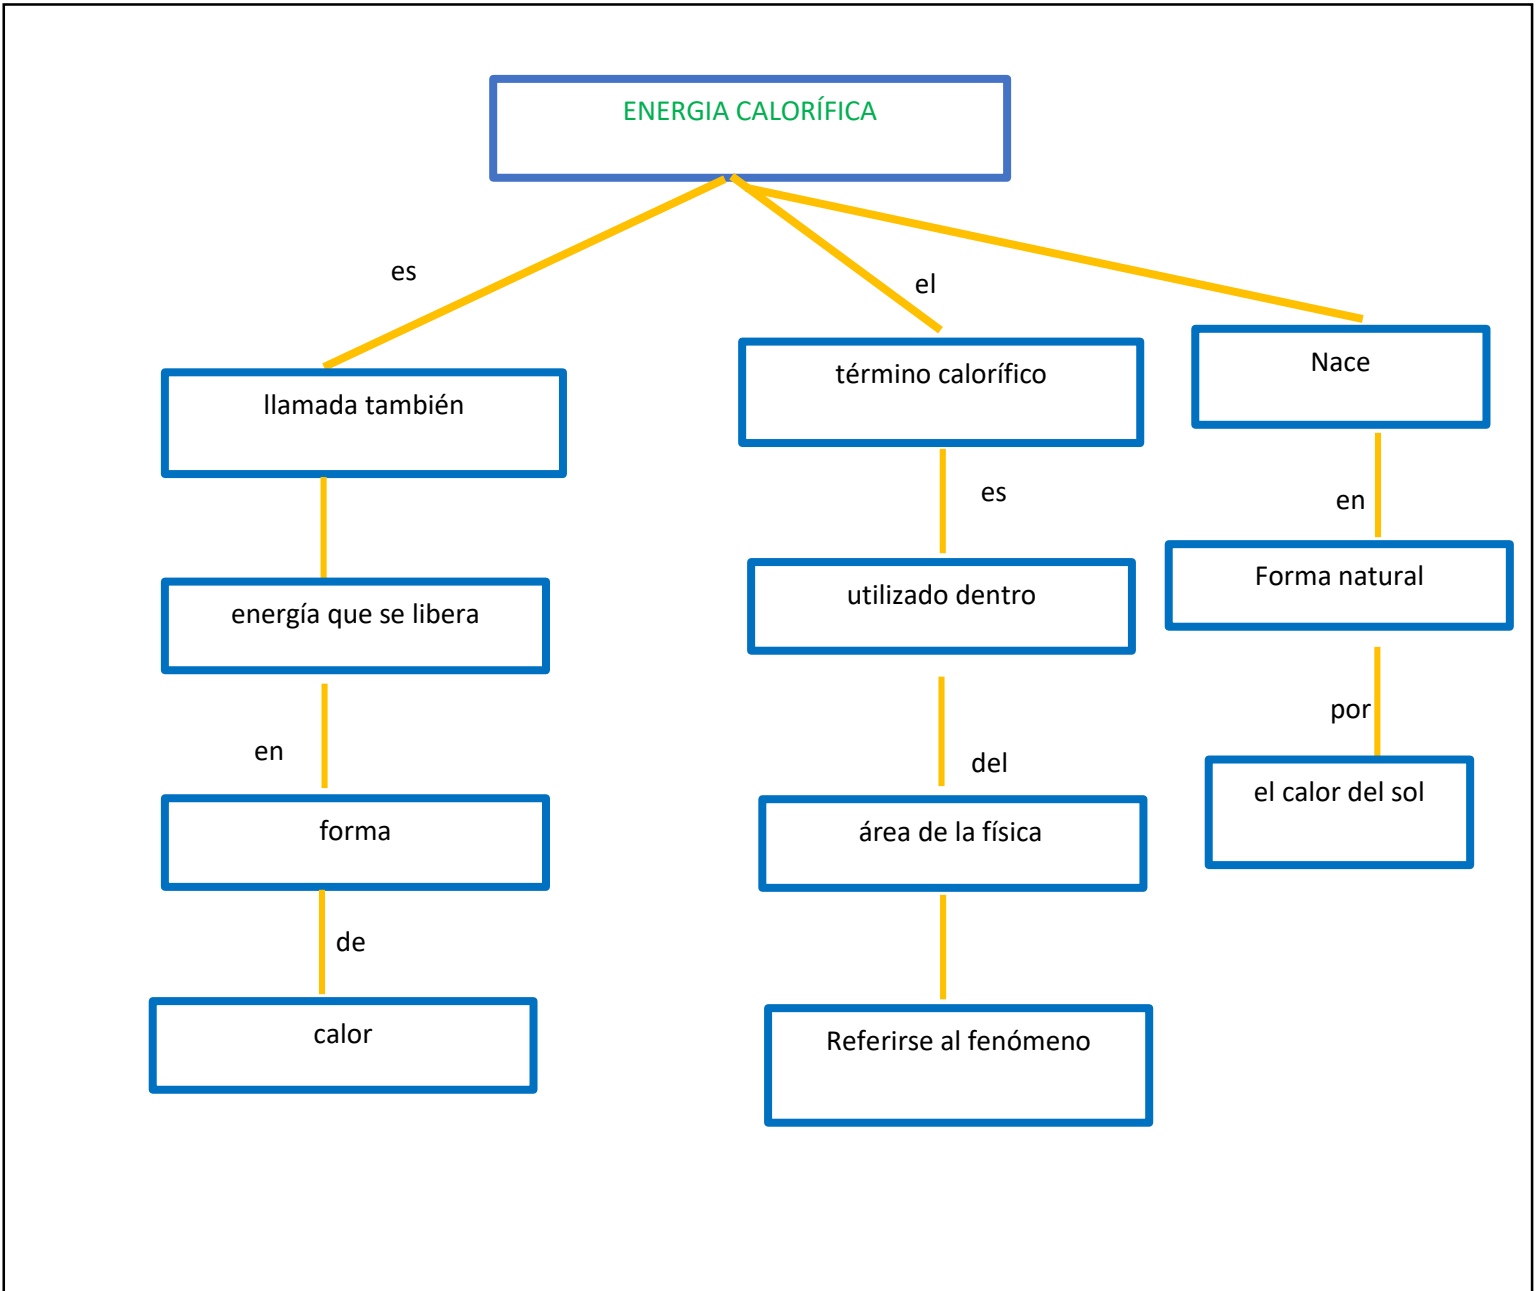 ENERGIA CALORÍFICA
es
el
llamada también
término calorífico
Nace
es
en
energía que se libera
utilizado dentro
Forma natural
en
del
por
forma
área de la física
el calor del sol
de
calor
Referirse al fenómeno